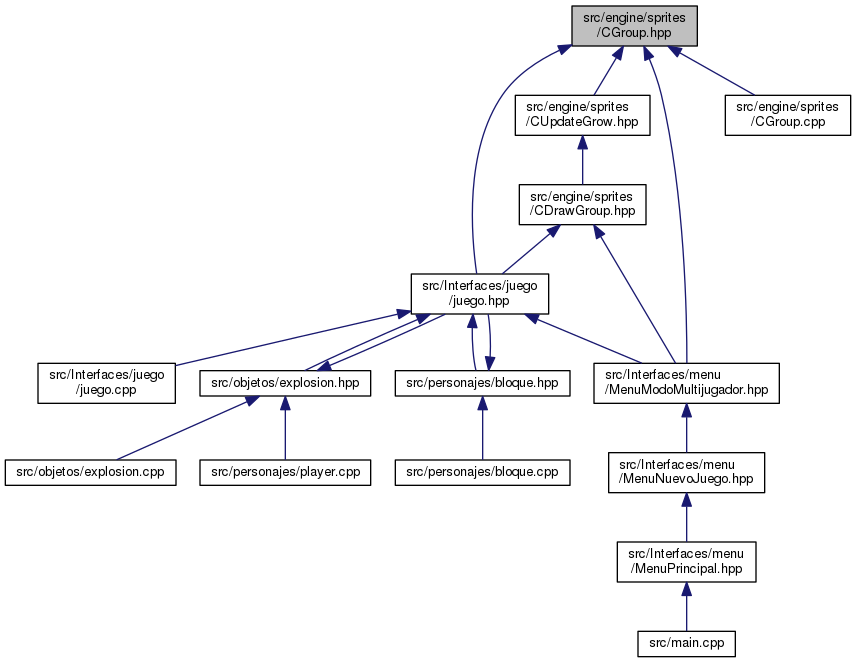 src/engine/sprites
/CGroup.hpp
src/engine/sprites
/CUpdateGrow.hpp
src/engine/sprites
/CGroup.cpp
src/engine/sprites
/CDrawGroup.hpp
src/Interfaces/juego
/juego.hpp
src/Interfaces/juego
/juego.cpp
src/objetos/explosion.hpp
src/personajes/bloque.hpp
src/Interfaces/menu
/MenuModoMultijugador.hpp
src/objetos/explosion.cpp
src/personajes/player.cpp
src/personajes/bloque.cpp
src/Interfaces/menu
/MenuNuevoJuego.hpp
src/Interfaces/menu
/MenuPrincipal.hpp
src/main.cpp